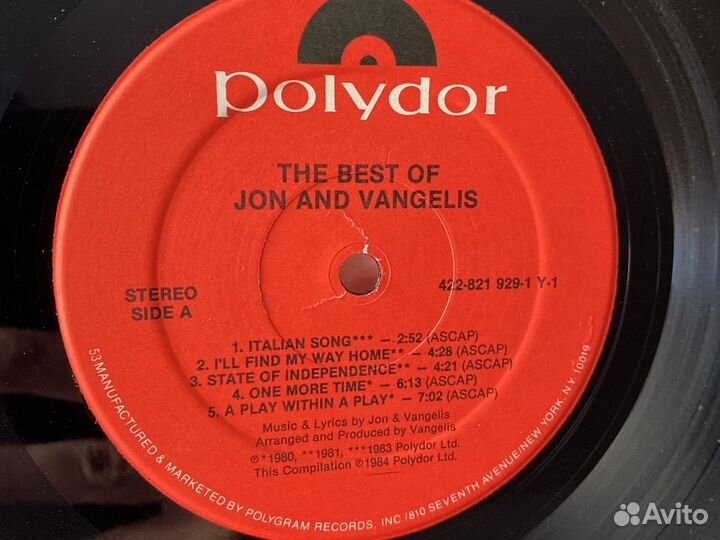 polydor
THE BEST OF
JON AND VANGELIS
422-821 929-1 Y-1
STEREO
SIDE A
1. ITALIAN SONG*** – 2:52 (ASCAP)
2. I'LL FIND MY WAY HOME** – 4:28 (ASCAP)
3. STATE OF INDEPENDENCE** – 4:21 (ASCAP)
4. ONE MORE TIME* – 6:13 (ASCAP)
5. A PLAY WITHIN A PLAY* – 7:02 (ASCAP)
Music & Lyrics by Jon & Vangelis
Arranged and Produced by Vangelis
℗*1980, **1981, ***1983 Polydor Ltd.
This Compilation ℗1984 Polydor Ltd.
53 MANUFACTURED & MARKETED BY POLYGRAM RECORDS, INC./810 SEVENTH AVENUE/NEW YORK, N.Y. 10019
Avito